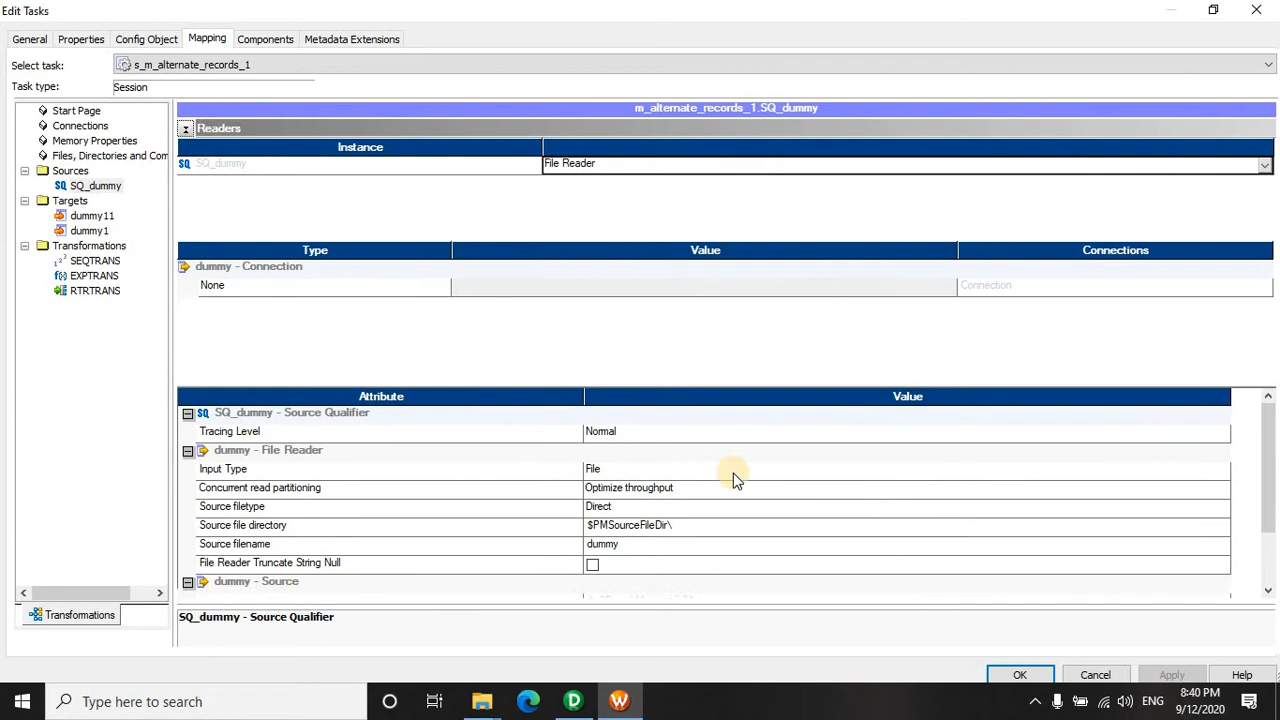 Edit Tasks
General Properties Config Object Mapping Components Metadata Extensions
Select task: s_m_alternate_records_1
Task type: Session
Start Page
Connections
Memory Properties
Files, Directories and Com
Sources
SQ_dummy
Targets
dummy11
dummy1
Transformations
SEQTRANS
EXPTRANS
RTRTRANS
Transformations
m_alternate_records_1.SQ_dummy
Readers
Instance
SQ_dummy File Reader
Type Value Connections
dummy - Connection
None Connection
Attribute Value
SQ_dummy - Source Qualifier
Tracing Level Normal
dummy - File Reader
Input Type File
Concurrent read partitioning Optimize throughput
Source filetype Direct
Source file directory $PMSourceFileDir\
Source filename dummy
File Reader Truncate String Null
dummy - Source
SQ_dummy - Source Qualifier
OK Cancel Apply Help
Type here to search
ENG
8:40 PM
9/12/2020